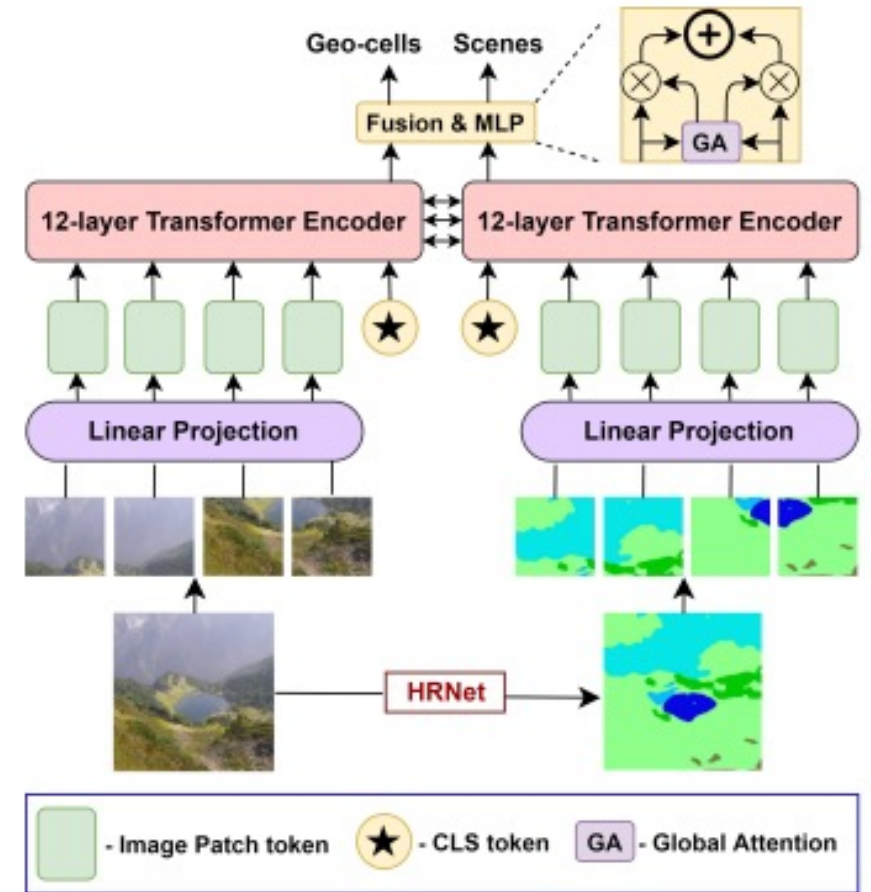 Geo-cells Scenes
Fusion & MLP
GA
12-layer Transformer Encoder
12-layer Transformer Encoder
Linear Projection
Linear Projection
HRNet
- Image Patch token
- CLS token
GA - Global Attention